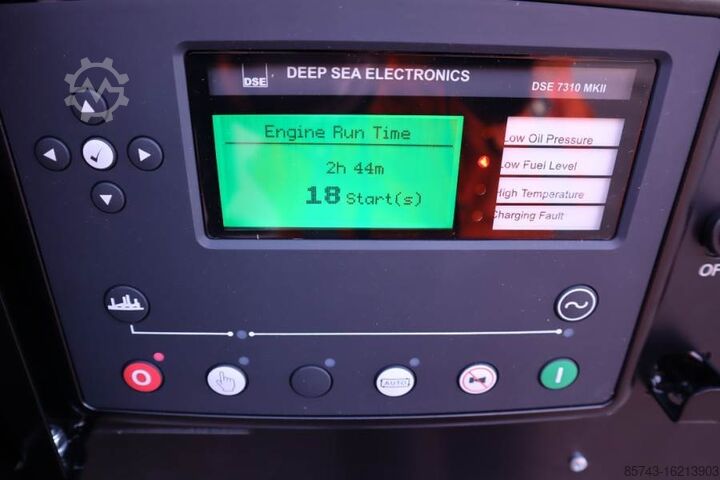 DSE
DEEP SEA ELECTRONICS
DSE 7310 MKII
Engine Run Time
2h 44m
18 Start(s)
Low Oil Pressure
Low Fuel Level
High Temperature
Charging Fault
AUTO
85743-16213903